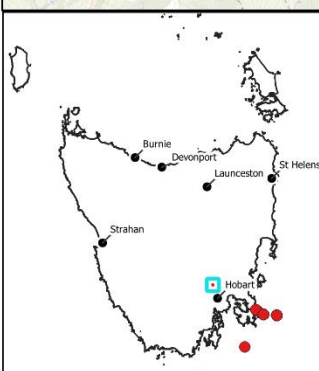 Burnie
Devonport
St Helens
Launceston
Strahan
Hobart